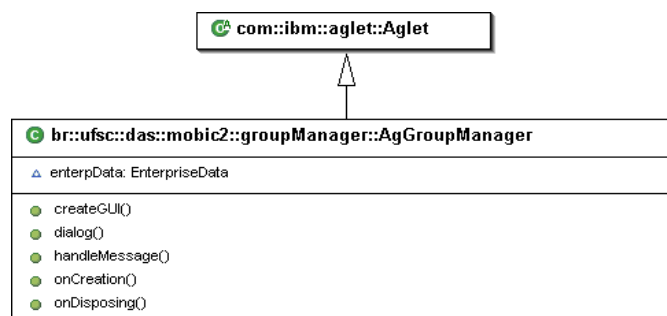 com::ibm::aglet::Aglet
br::ufsc::das::mobic2::groupManager::AgGroupManager
enterpData: EnterpriseData
createGUI()
dialog()
handleMessage()
onCreation()
onDisposing()